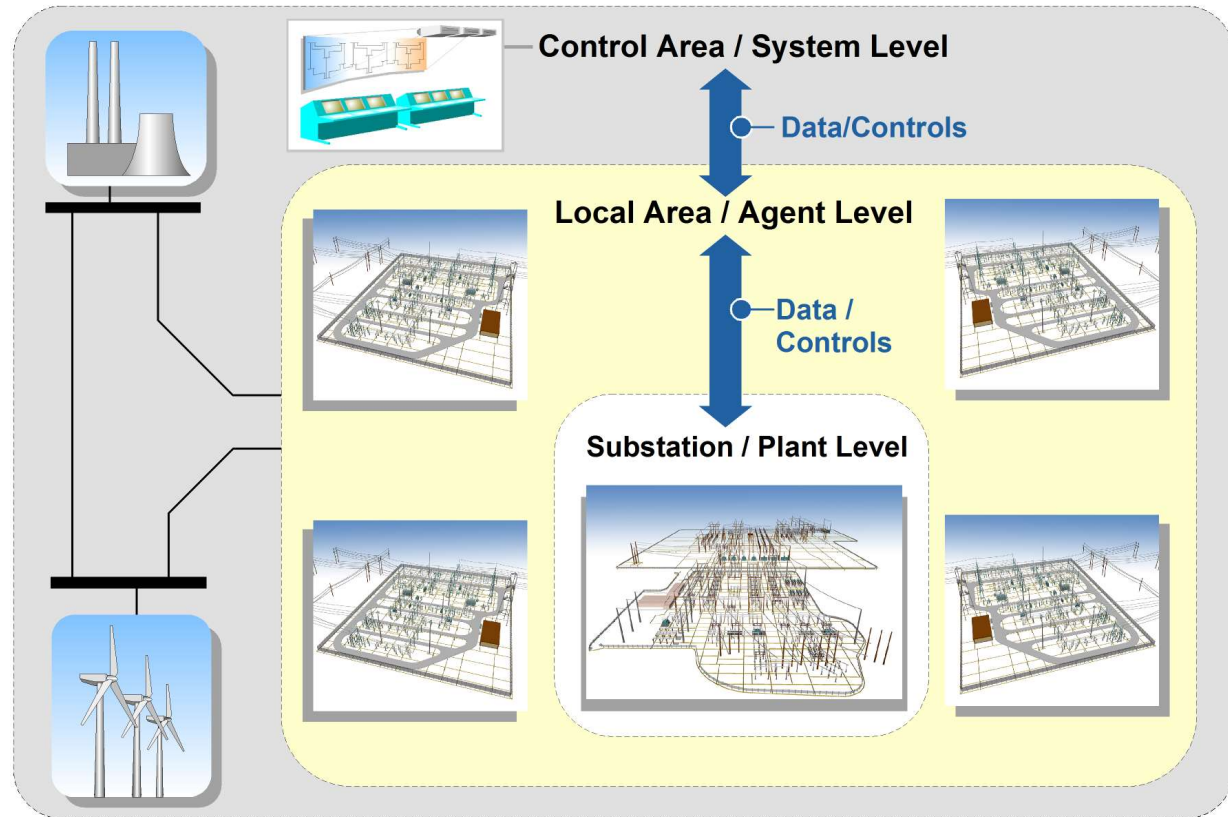 Control Area / System Level
Data/Controls
Local Area / Agent Level
Data /
Controls
Substation / Plant Level